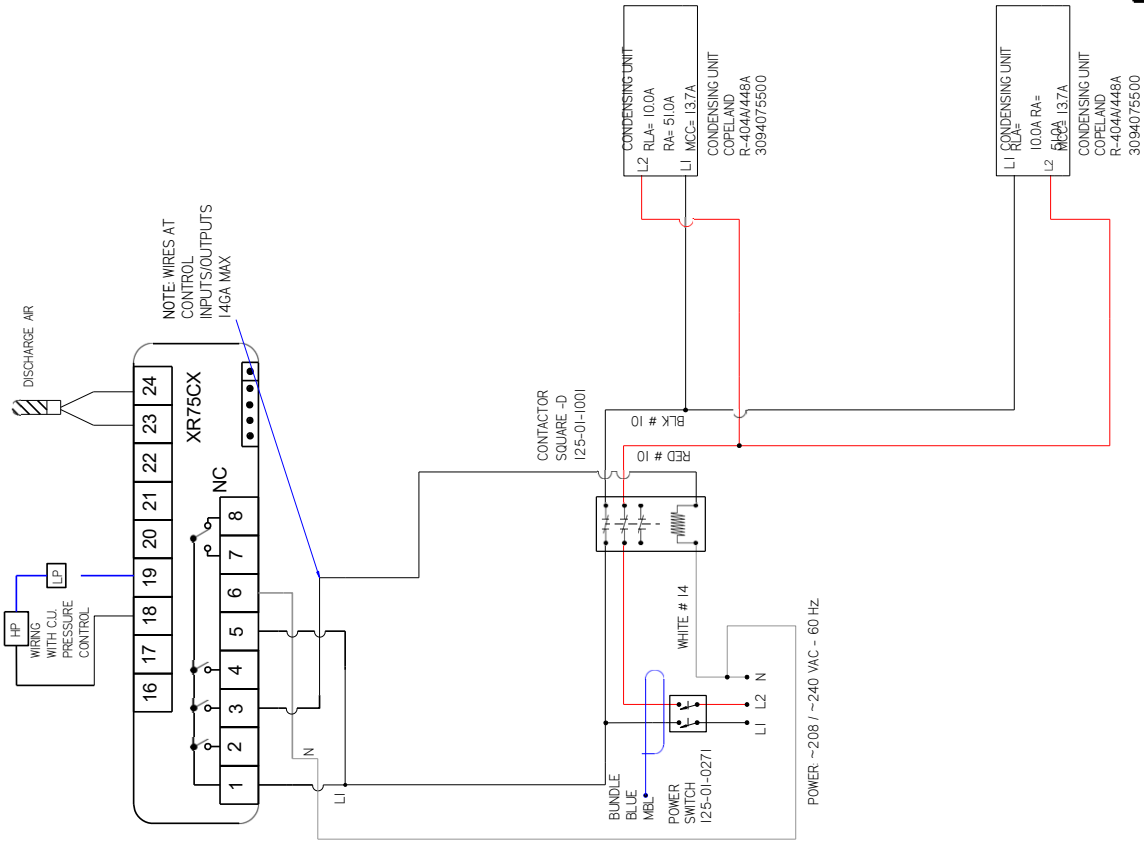 DISCHARGE AIR
NOTE: WIRES AT
CONTROL
INPUTS/OUTPUTS
14GA MAX
HP
LP
WIRING
WITH C.U.
PRESSURE
CONTROL
16 17 18 19 20 21 22 23 24
XR75CX
NC
1 2 3 4 5 6 7 8
N
L1
CONDENSING UNIT
RLA= 10.0A
L2
RA= 51.0A
L1
MCC= 13.7A
CONDENSING UNIT
COPELAND
R-404A/448A
3094075500
CONDENSING UNIT
L1
RLA=
10.0A RA=
51.0A
L2
MCC= 13.7A
CONDENSING UNIT
COPELAND
R-404A/448A
3094075500
CONTACTOR
SQUARE -D
125-01-1001
BLK # 10
RED # 10
WHITE # 14
BUNDLE
BLUE
MBL
POWER
SWITCH
125-01-0271
L1
L2
N
POWER: ~208 / ~240 VAC - 60 HZ